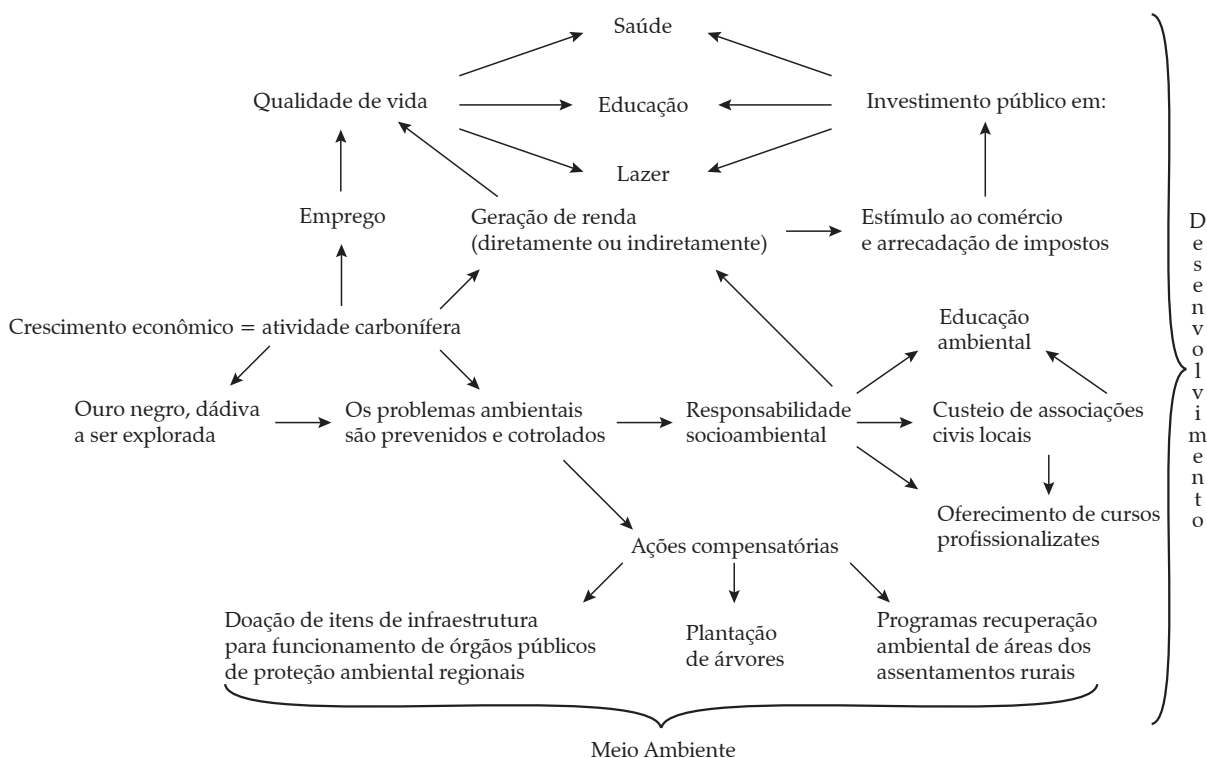 Saúde
Qualidade de vida
Educação
Investimento público em:
Lazer
Emprego
Geração de renda
(diretamente ou indiretamente)
Estímulo ao comércio
e arrecadação de impostos
Crescimento econômico = atividade carbonífera
Educação
ambiental
Ouro negro, dádiva
a ser explorada
Os problemas ambientais
são prevenidos e cotrolados
Responsabilidade
socioambiental
Custeio de associações
civis locais
Oferecimento de cursos
profissionalizates
Ações compensatórias
Doação de itens de infraestrutura
para funcionamento de órgãos públicos
de proteção ambiental regionais
Plantação
de árvores
Programas recuperação
ambiental de áreas dos
assentamentos rurais
Meio Ambiente
Desenvolvimento